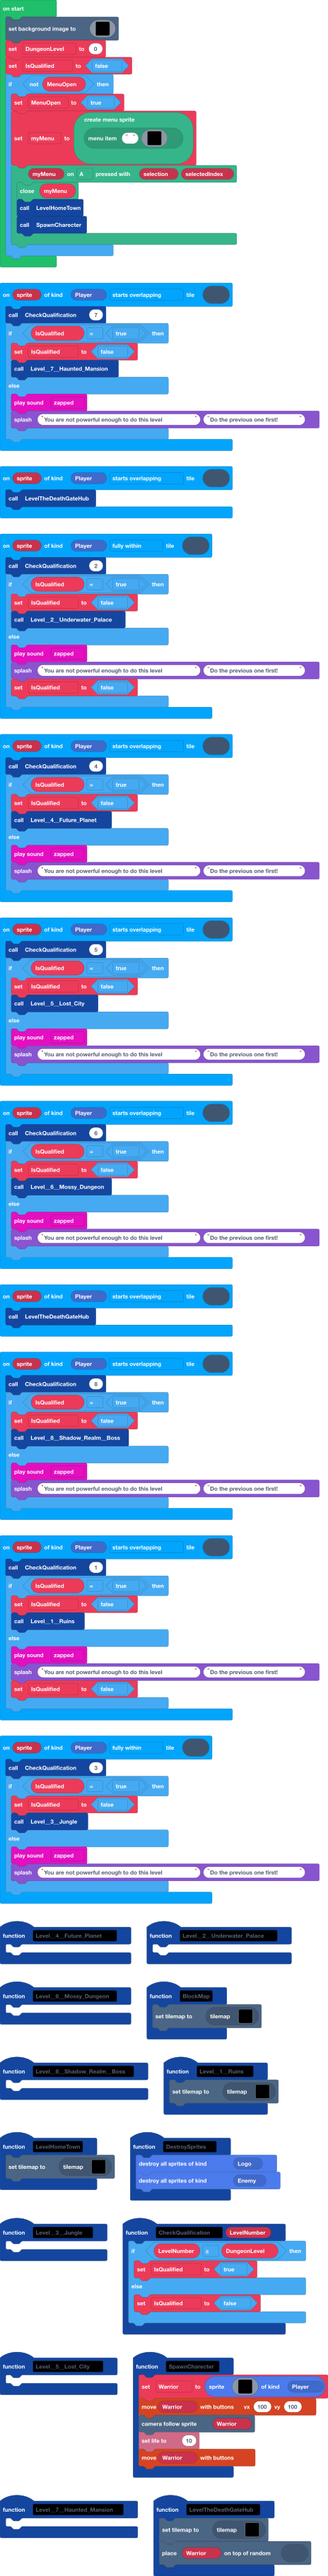 on start
set background image to
set DungeonLevel to 0
set IsQualified to false
if not MenuOpen then
set MenuOpen to true
create menu sprite
set myMenu to menu item " "
myMenu on A pressed with selection selectedIndex
close myMenu
call LevelHomeTown
call SpawnCharecter
on sprite of kind Player starts overlapping tile
call CheckQualification 7
if IsQualified = true then
set IsQualified to false
call Level_7_Haunted_Mansion
else
play sound zapped
splash "You are not powerful enough to do this level" "Do the previous one first!"
on sprite of kind Player starts overlapping tile
call LevelTheDeathGateHub
on sprite of kind Player fully within tile
call CheckQualification 2
if IsQualified = true then
set IsQualified to false
call Level_2_Underwater_Palace
else
play sound zapped
splash "You are not powerful enough to do this level" "Do the previous one first!"
set IsQualified to false
on sprite of kind Player starts overlapping tile
call CheckQualification 4
if IsQualified = true then
set IsQualified to false
call Level_4_Future_Planet
else
play sound zapped
splash "You are not powerful enough to do this level" "Do the previous one first!"
on sprite of kind Player starts overlapping tile
call CheckQualification 5
if IsQualified = true then
set IsQualified to false
call Level_5_Lost_City
else
play sound zapped
splash "You are not powerful enough to do this level" "Do the previous one first!"
on sprite of kind Player starts overlapping tile
call CheckQualification 6
if IsQualified = true then
set IsQualified to false
call Level_6_Mossy_Dungeon
else
play sound zapped
splash "You are not powerful enough to do this level" "Do the previous one first!"
on sprite of kind Player starts overlapping tile
call LevelTheDeathGateHub
on sprite of kind Player starts overlapping tile
call CheckQualification 8
if IsQualified = true then
set IsQualified to false
call Level_8_Shadow_Realm_Boss
else
play sound zapped
splash "You are not powerful enough to do this level" "Do the previous one first!"
on sprite of kind Player starts overlapping tile
call CheckQualification 1
if IsQualified = true then
set IsQualified to false
call Level_1_Ruins
else
play sound zapped
splash "You are not powerful enough to do this level" "Do the previous one first!"
set IsQualified to false
on sprite of kind Player fully within tile
call CheckQualification 3
if IsQualified = true then
set IsQualified to false
call Level_3_Jungle
else
play sound zapped
splash "You are not powerful enough to do this level" "Do the previous one first!"
function Level_4_Future_Planet
function Level_2_Underwater_Palace
function Level_6_Mossy_Dungeon
function BlockMap
set tilemap to tilemap
function Level_8_Shadow_Realm_Boss
function Level_1_Ruins
set tilemap to tilemap
function LevelHomeTown
set tilemap to tilemap
function DestroySprites
destroy all sprites of kind Logo
destroy all sprites of kind Enemy
function Level_3_Jungle
function CheckQualification LevelNumber
if LevelNumber ≤ DungeonLevel then
set IsQualified to true
else
set IsQualified to false
function Level_5_Lost_City
function SpawnCharecter
set Warrior to sprite of kind Player
move Warrior with buttons vx 100 vy 100
camera follow sprite Warrior
set life to 10
move Warrior with buttons
function Level_7_Haunted_Mansion
function LevelTheDeathGateHub
set tilemap to tilemap
place Warrior on top of random